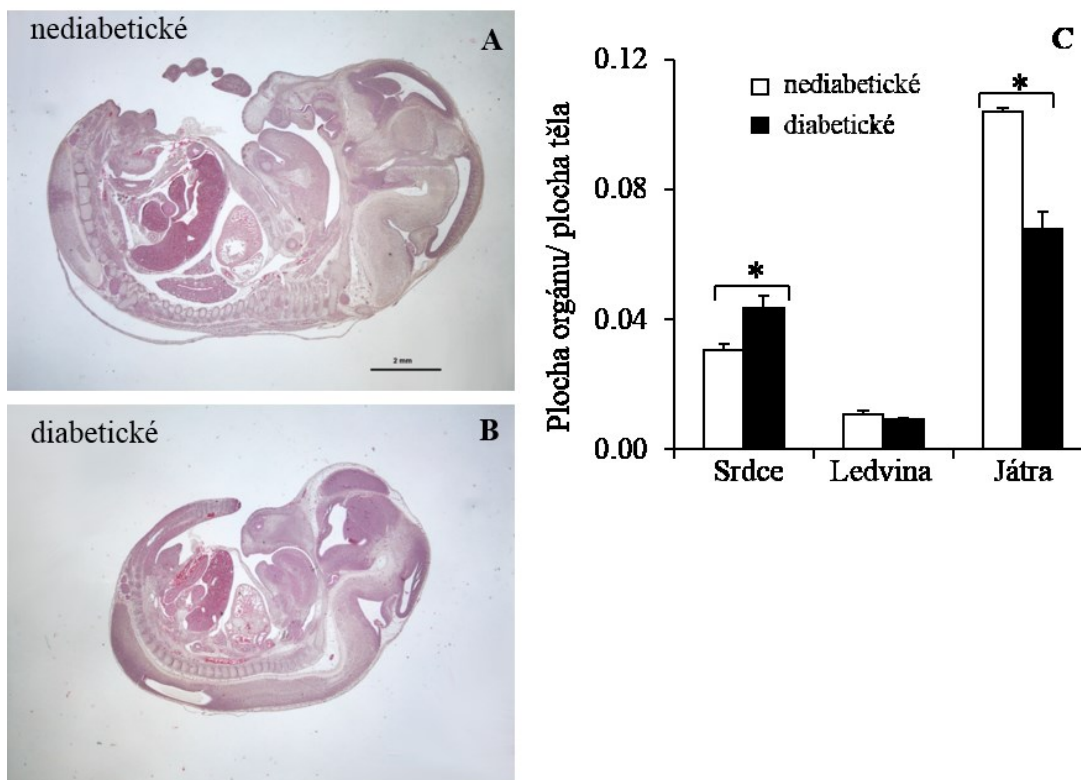 nediabetické
A
2 mm
diabetické
B
C
Plocha orgánu/ plocha těla
0.12
0.08
0.04
0.00
nediabetické
diabetické
*
*
Srdce Ledvina Játra